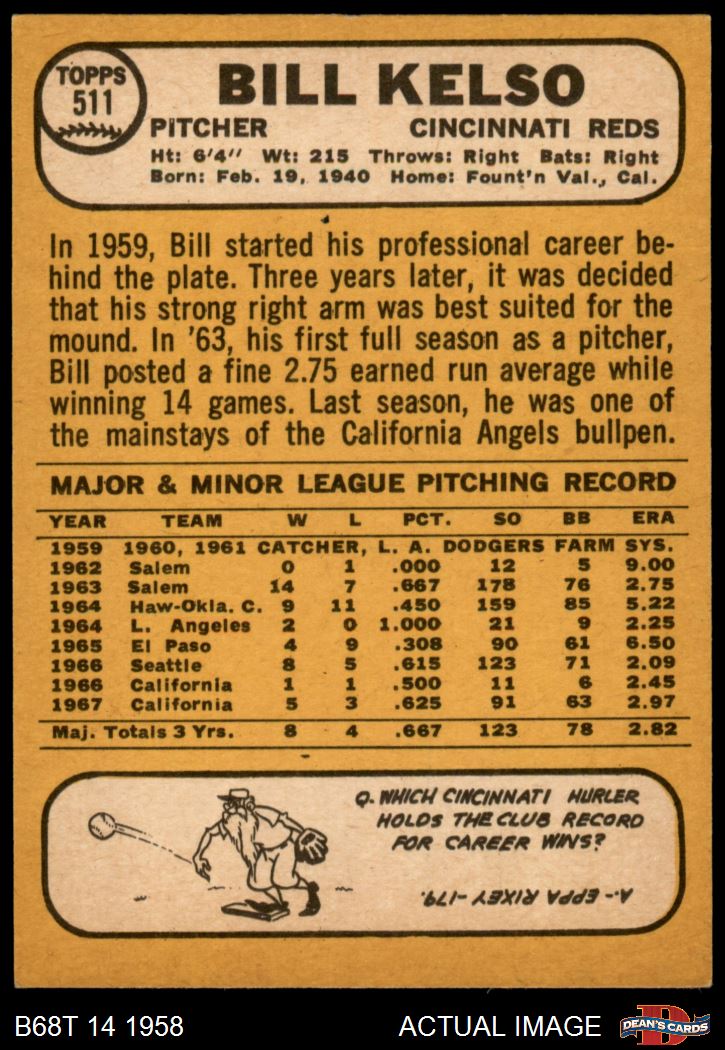 TOPPS
511
BILL KELSO
PITCHER CINCINNATI REDS
Ht: 6'4" Wt: 215 Throws: Right Bats: Right
Born: Feb. 19, 1940 Home: Fount'n Val., Cal.
In 1959, Bill started his professional career be-
hind the plate. Three years later, it was decided
that his strong right arm was best suited for the
mound. In '63, his first full season as a pitcher,
Bill posted a fine 2.75 earned run average while
winning 14 games. Last season, he was one of
the mainstays of the California Angels bullpen.
MAJOR & MINOR LEAGUE PITCHING RECORD
YEAR TEAM W L PCT. SO BB ERA
1959 1960, 1961 CATCHER, L. A. DODGERS FARM SYS.
1962 Salem 0 1 .000 12 5 9.00
1963 Salem 14 7 .667 178 76 2.75
1964 Haw-Okla. C. 9 11 .450 159 85 5.22
1964 L. Angeles 2 0 1.000 21 9 2.25
1965 El Paso 4 9 .308 90 61 6.50
1966 Seattle 8 5 .615 123 71 2.09
1966 California 1 1 .500 11 6 2.45
1967 California 5 3 .625 91 63 2.97
Maj. Totals 3 Yrs. 8 4 .667 123 78 2.82
Q. WHICH CINCINNATI HURLER
HOLDS THE CLUB RECORD
FOR CAREER WINS?
A.- EPPA RIXEY -179.
B68T 14 1958 ACTUAL IMAGE
D
DEAN'S CARDS